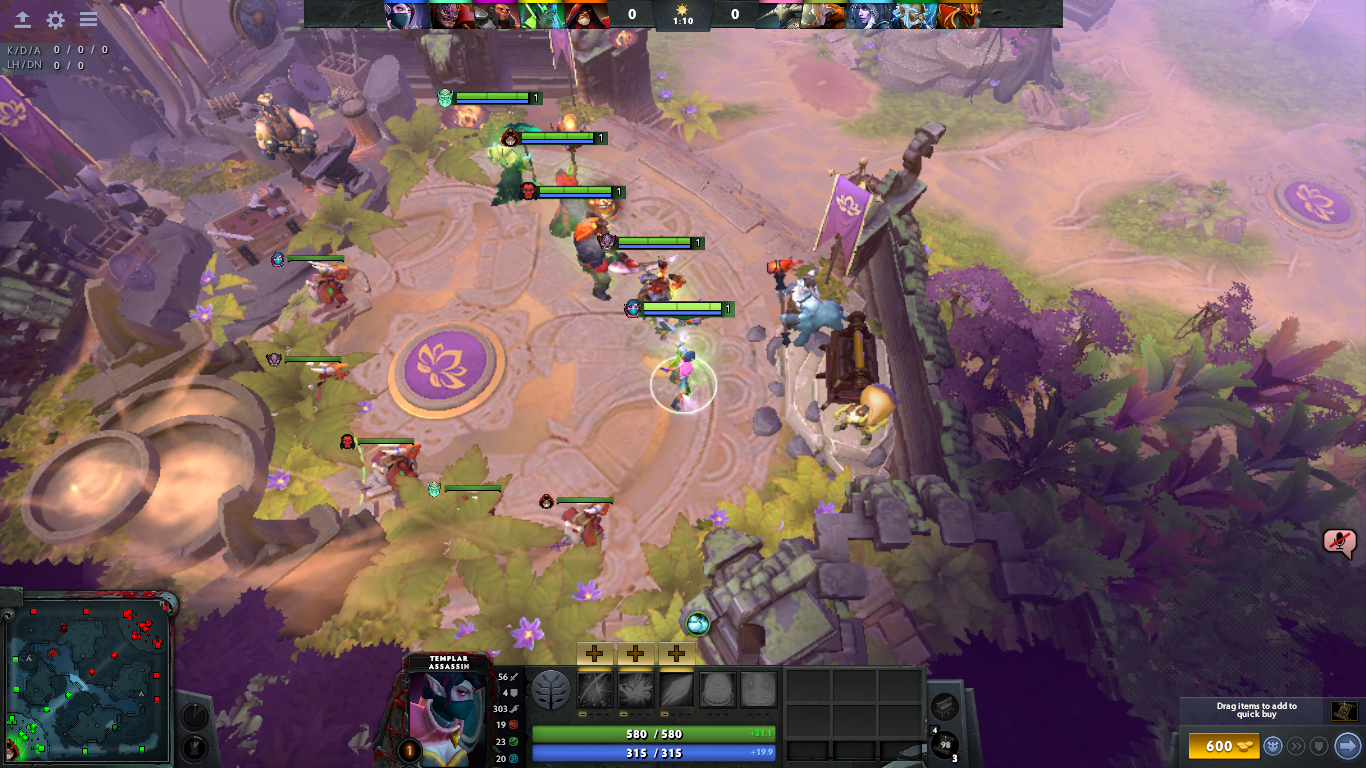 0
1:10
0
K/D/A 0 / 0 / 0
LH/DN 0 / 0
1
1
1
1
1
TEMPLAR
ASSASSIN
56
4
303
19
23
20
1
580 / 580
+31.1
315 / 315
+19.9
4
98
3
Drag items to add to
quick buy
600